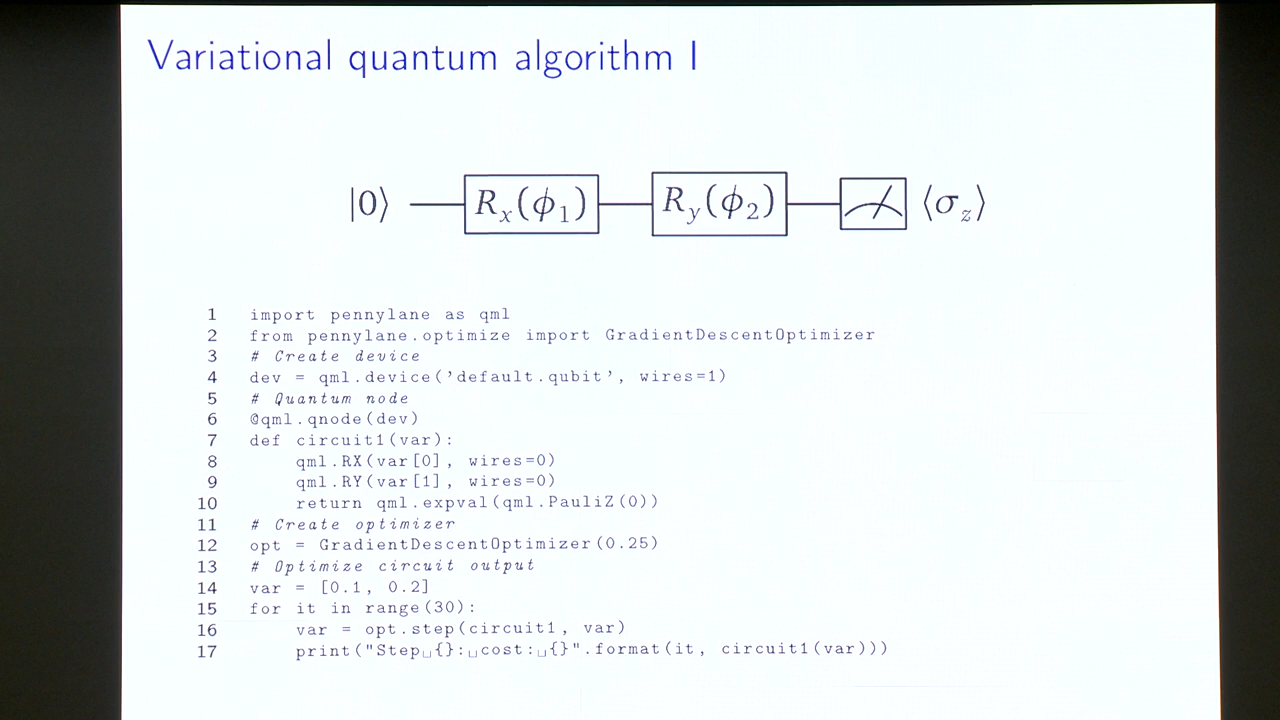 Variational quantum algorithm I
|0⟩ R_x(ϕ_1) R_y(ϕ_2) ⟨σ_z⟩
1 import pennylane as qml
2 from pennylane.optimize import GradientDescentOptimizer
3 # Create device
4 dev = qml.device('default.qubit', wires=1)
5 # Quantum node
6 @qml.qnode(dev)
7 def circuit1(var):
8     qml.RX(var[0], wires=0)
9     qml.RY(var[1], wires=0)
10     return qml.expval(qml.PauliZ(0))
11 # Create optimizer
12 opt = GradientDescentOptimizer(0.25)
13 # Optimize circuit output
14 var = [0.1, 0.2]
15 for it in range(30):
16     var = opt.step(circuit1, var)
17     print("Step␣{}:␣cost:␣{}".format(it, circuit1(var)))